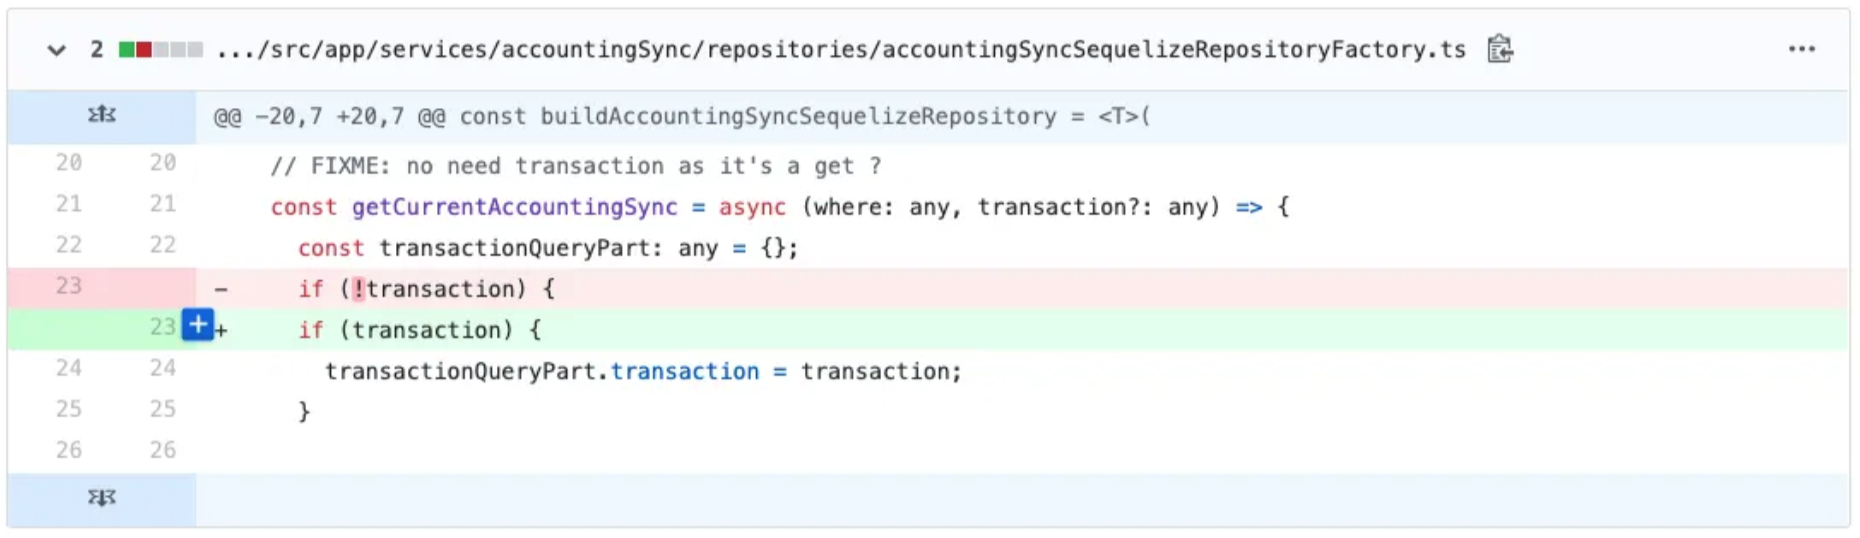 2 .../src/app/services/accountingSync/repositories/accountingSyncSequelizeRepositoryFactory.ts ...
@@ -20,7 +20,7 @@ const buildAccountingSyncSequelizeRepository = <T>(
20 20 // FIXME: no need transaction as it's a get ?
21 21 const getCurrentAccountingSync = async (where: any, transaction?: any) => {
22 22 const transactionQueryPart: any = {};
23 - if (!transaction) {
23 + if (transaction) {
24 24 transactionQueryPart.transaction = transaction;
25 25 }
26 26